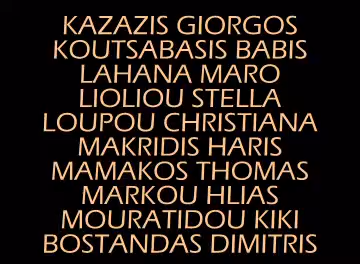 KAZAZIS GIORGOS
KOUTSABASIS BABIS
LAHANA MARO
LIOLIOU STELLA
LOUPOU CHRISTIANA
MAKRIDIS HARIS
MAMAKOS THOMAS
MARKOU HLIAS
MOURATIDOU KIKI
BOSTANDAS DIMITRIS